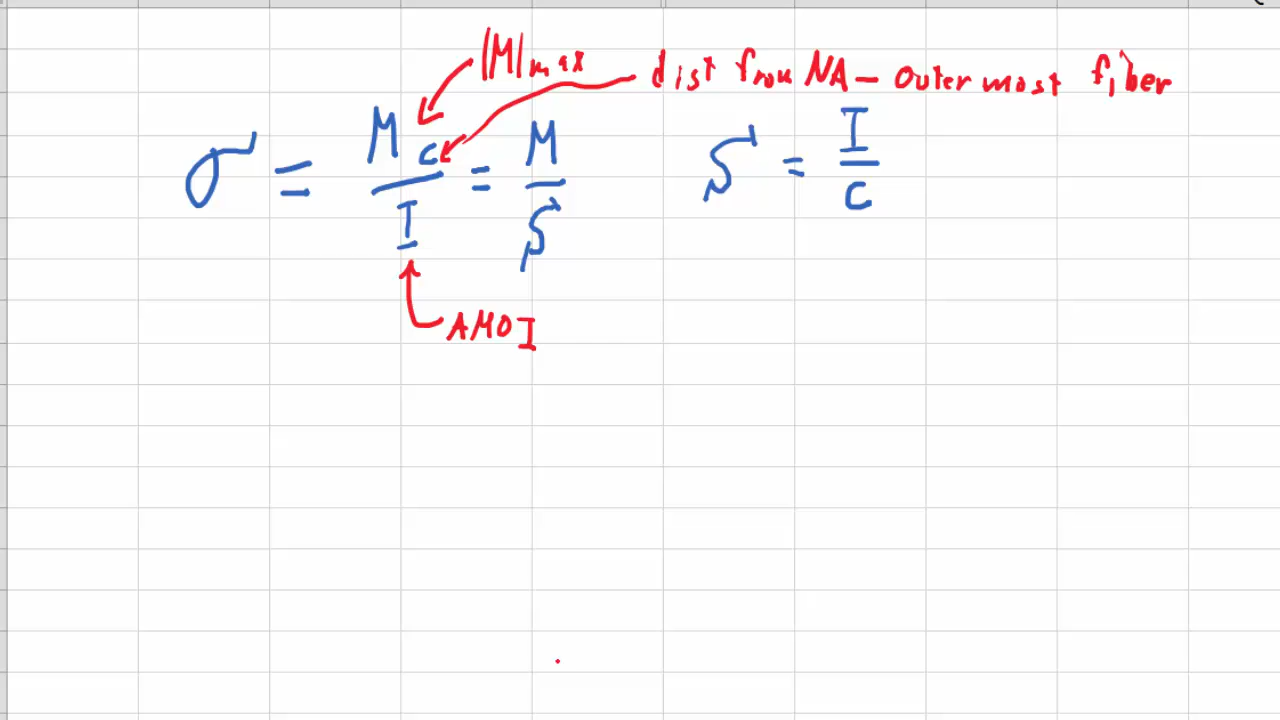 |M|max
dist from NA – outer most fiber
σ = Mc/I = M/S
S = I/c
AMOI